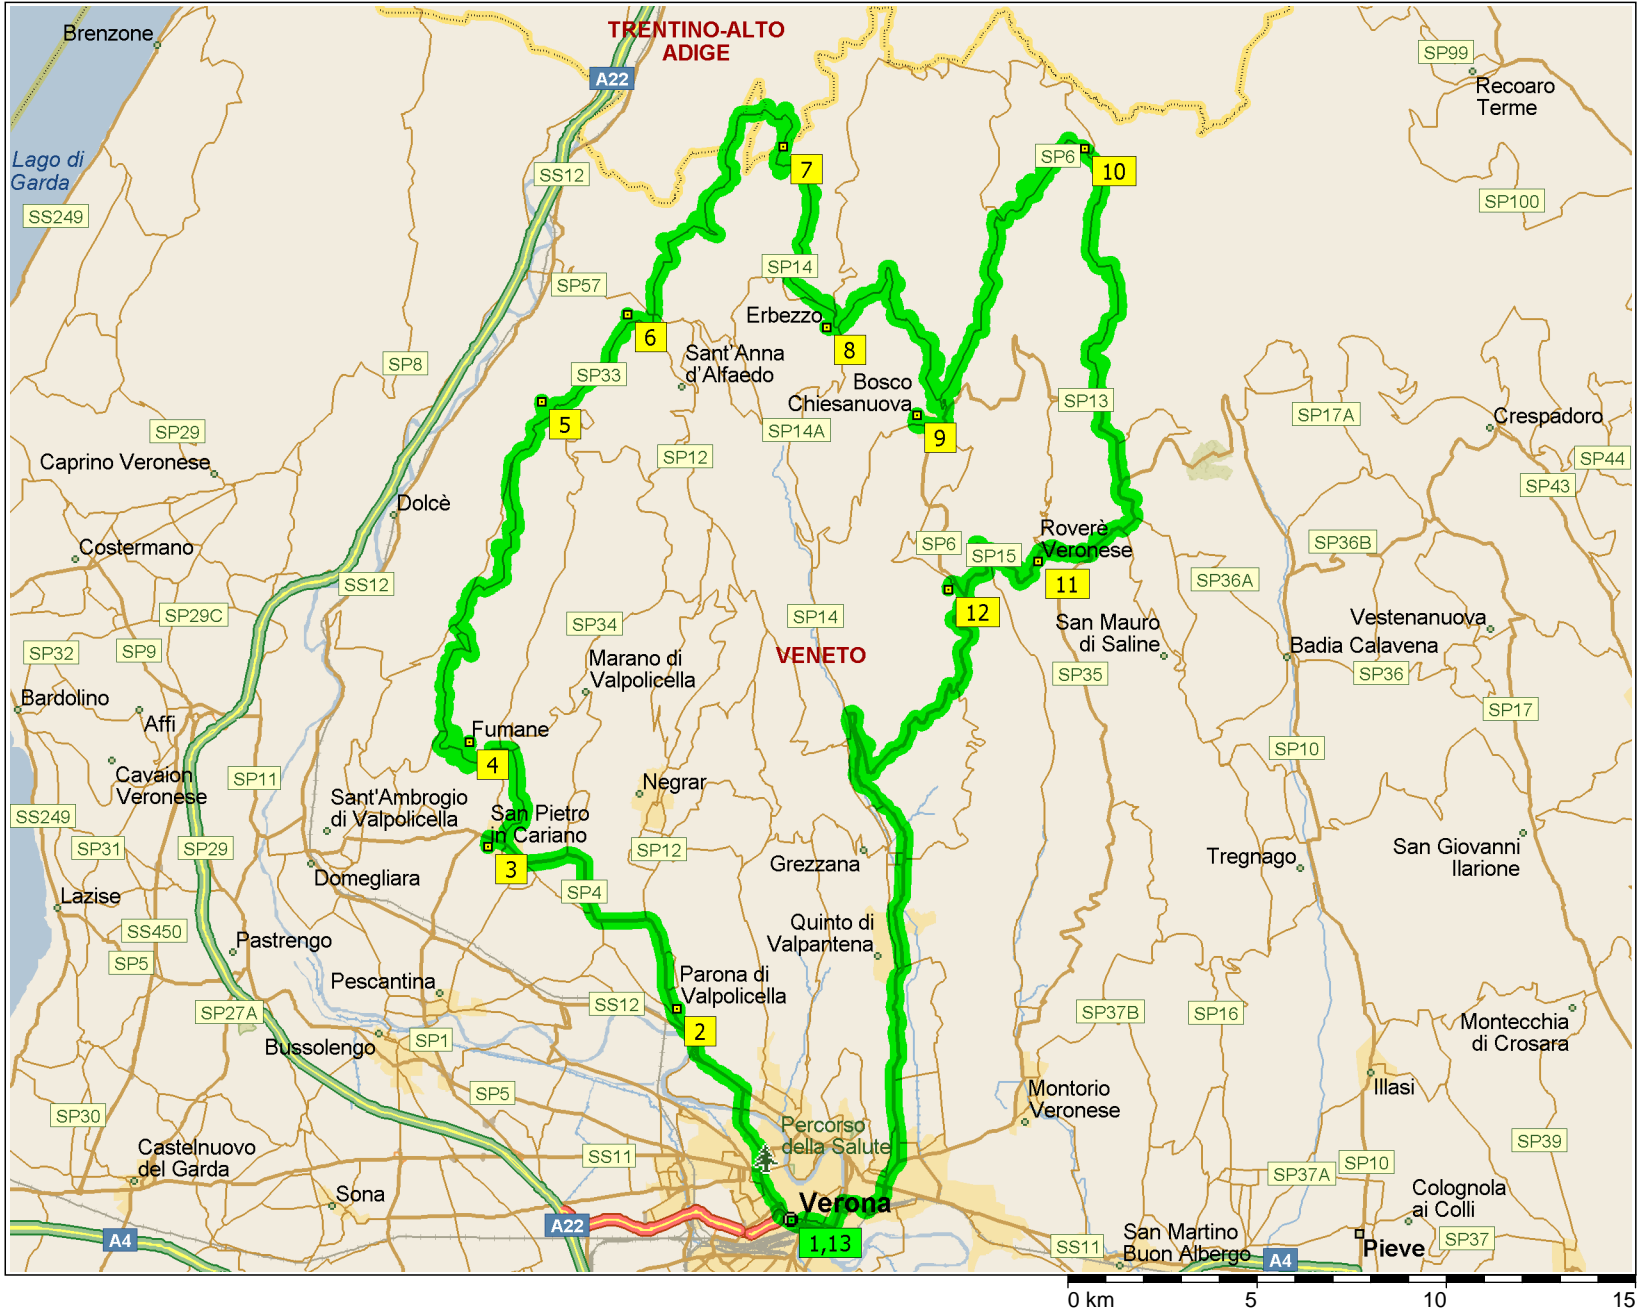 Brenzone
TRENTINO-ALTO
ADIGE
A22
SP99
Recoaro
Terme
Lago di
Garda
SS249
SS12
7
SP6
10
SP100
SP57
SP14
Erbezzo
6
8
SP8
SP33
Sant'Anna
d'Alfaedo
Bosco
Chiesanuova
SP13
SP17A
Crespadoro
5
9
SP29
SP14A
SP12
Caprino Veronese
SP44
SP43
Dolcè
Costermano
SP6
SP15
Roverè
Veronese
SP36B
SS12
11
SP36A
SP29C
12
SP34
SP14
San Mauro
di Saline
Vestenanuova
SP32
SP9
Marano di
Valpolicella
VENETO
SP35
Badia Calavena
SP36
Bardolino
Affi
SP17
Fumane
4
SP10
Cavaion
Veronese
SP11
Negrar
Sant'Ambrogio
di Valpolicella
San Pietro
in Cariano
SS249
SP31
SP29
3
SP12
Grezzana
Tregnago
San Giovanni
Ilarione
Domegliara
Lazise
SP4
SS450
Quinto di
Valpantena
SP5
Pastrengo
Pescantina
Parona di
Valpolicella
SS12
2
SP27A
SP37B
SP16
Montecchia
di Crosara
Bussolengo
SP1
SP5
Montorio
Veronese
Illasi
SP30
Percorso
della Salute
SP39
Castelnuovo
del Garda
SS11
SP37A
SP10
Sona
Verona
Colognola
ai Colli
A22
1,13
A4
SS11
San Martino
Buon Albergo
A4
Pieve
SP37
0 km
5
10
15